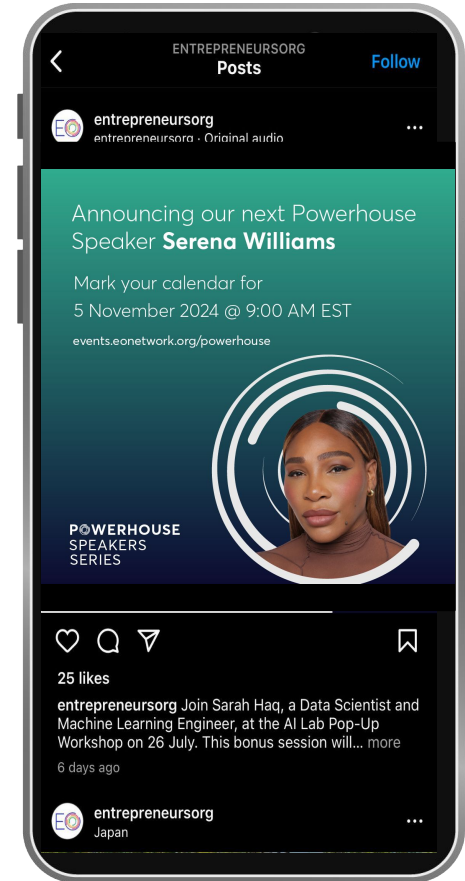 ENTREPRENEURSORG
Posts
Follow
EO
entrepreneursorg
entrepreneursorg · Original audio
Announcing our next Powerhouse
Speaker Serena Williams
Mark your calendar for
5 November 2024 @ 9:00 AM EST
events.eonetwork.org/powerhouse
POWERHOUSE
SPEAKERS
SERIES
25 likes
entrepreneursorg Join Sarah Haq, a Data Scientist and
Machine Learning Engineer, at the AI Lab Pop-Up
Workshop on 26 July. This bonus session will... more
6 days ago
EO
entrepreneursorg
Japan